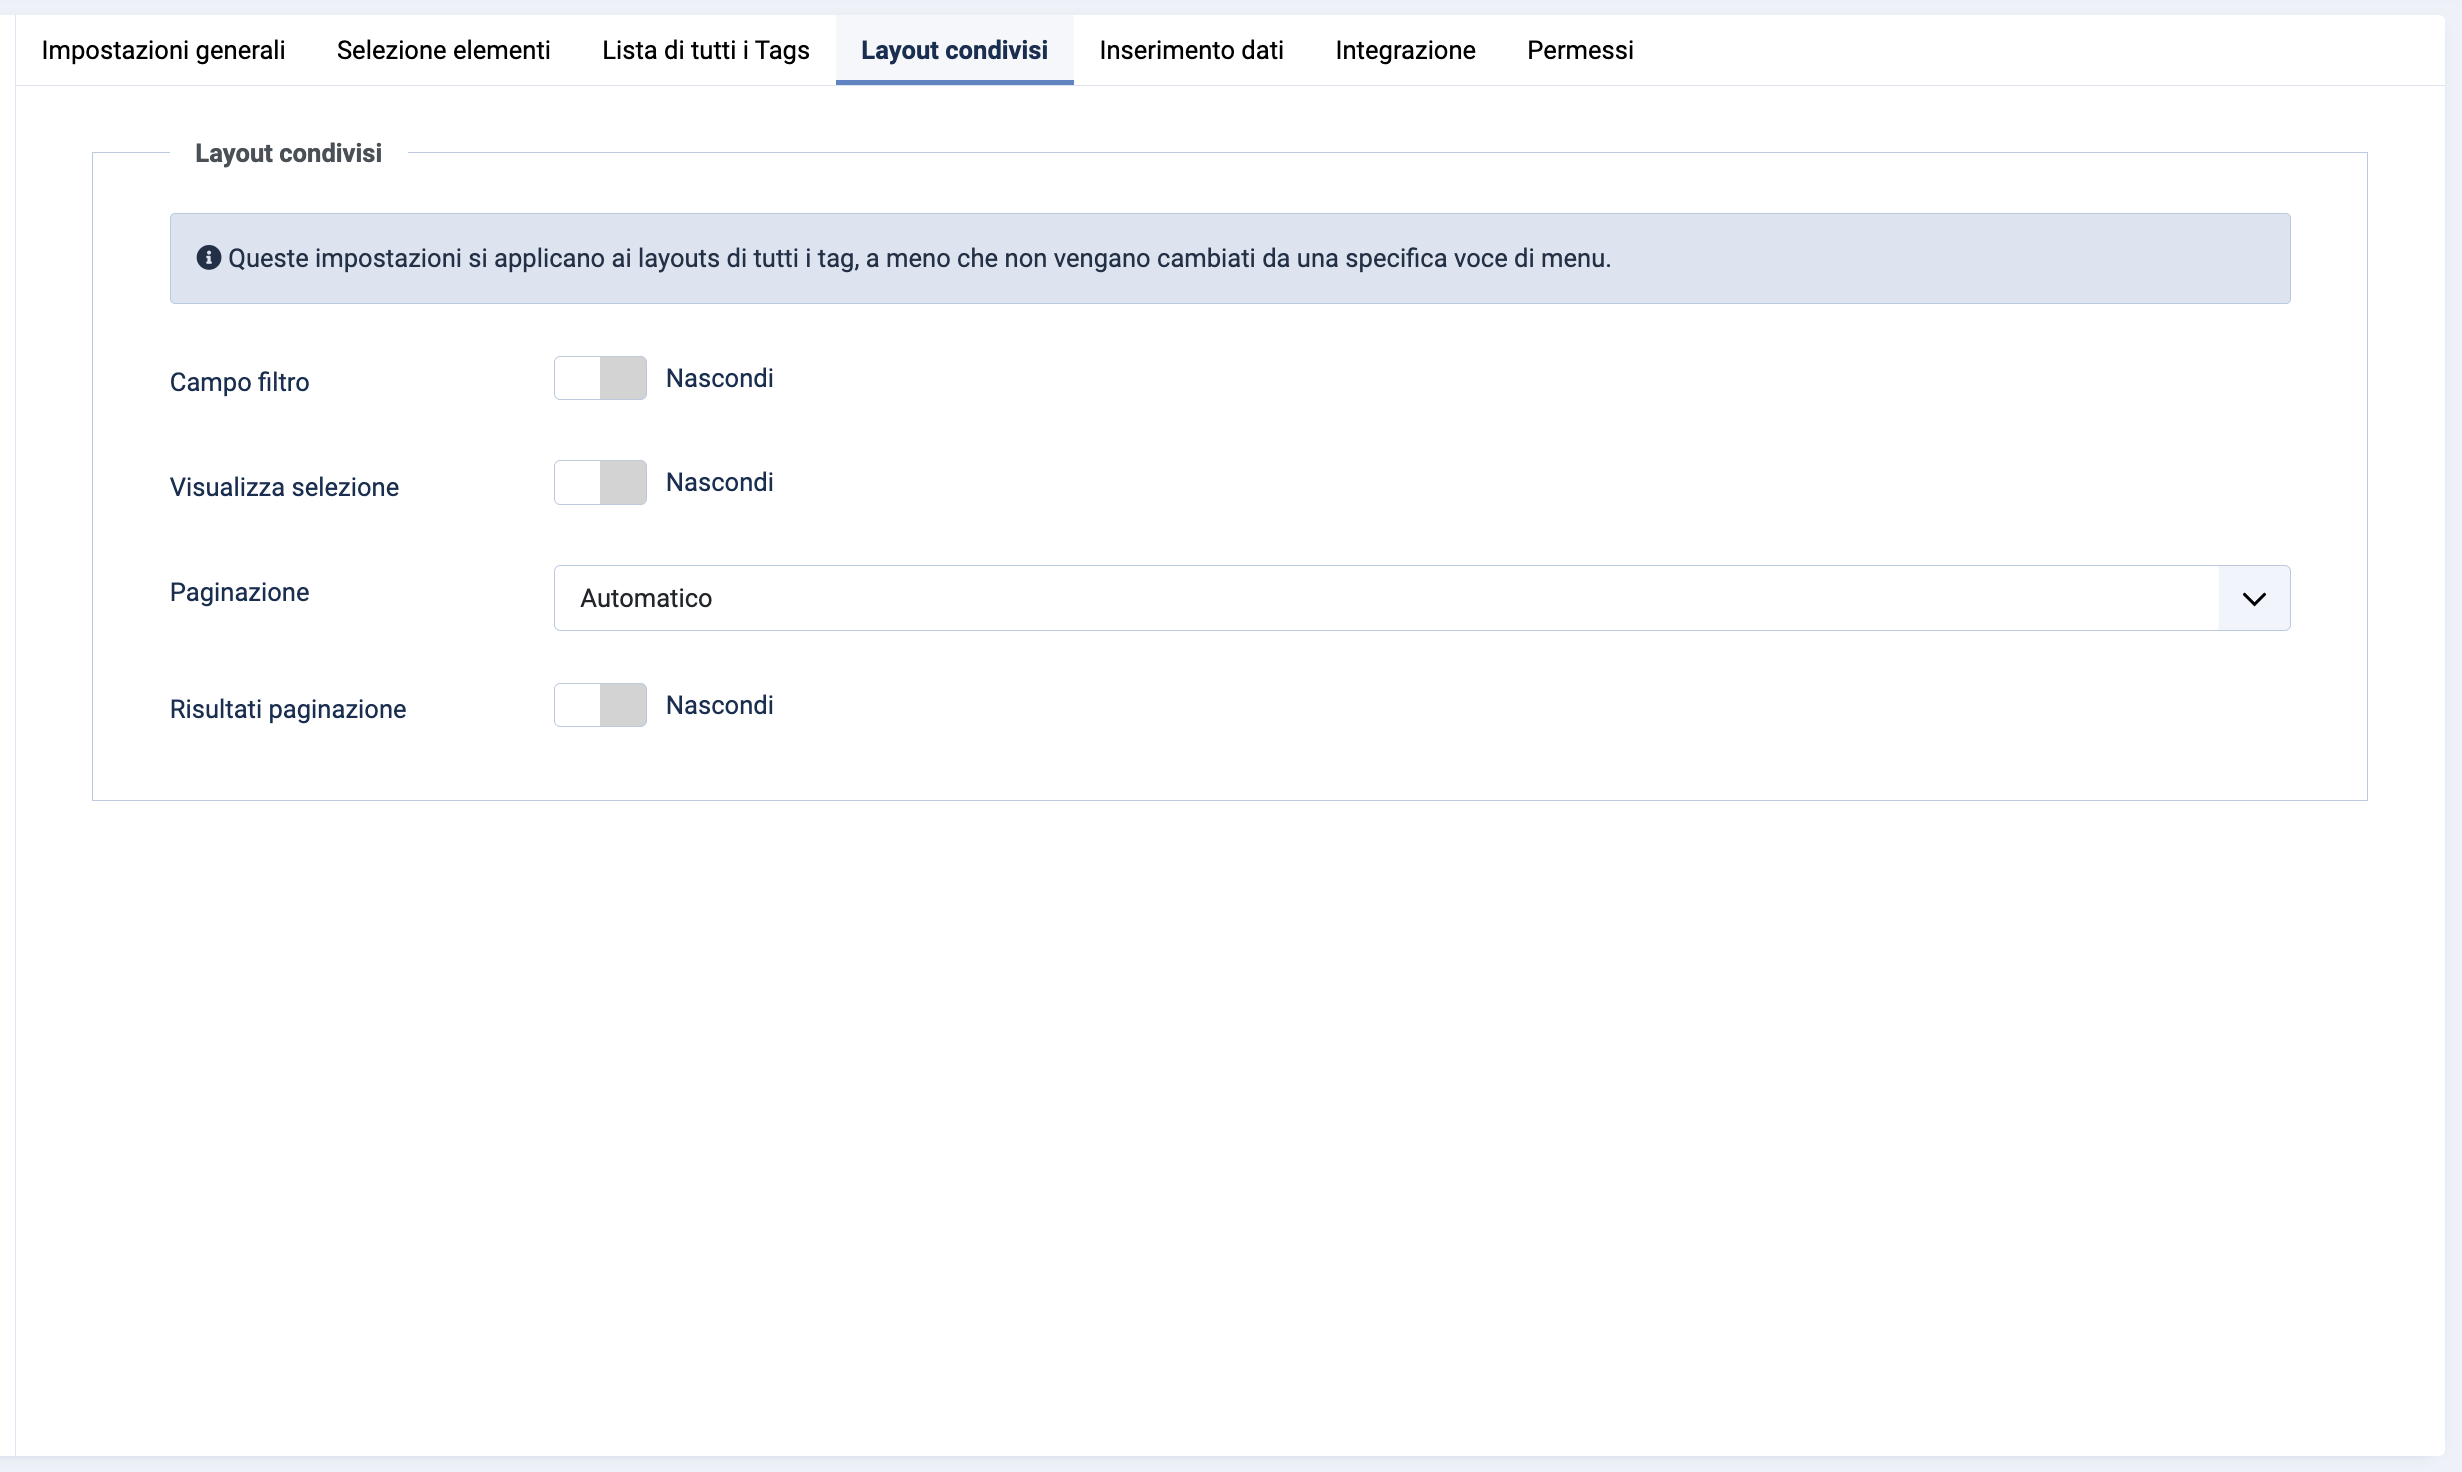 Impostazioni generali
Selezione elementi
Lista di tutti i Tags
Layout condivisi
Inserimento dati
Integrazione
Permessi
Layout condivisi
Queste impostazioni si applicano ai layouts di tutti i tag, a meno che non vengano cambiati da una specifica voce di menu.
Campo filtro
Nascondi
Visualizza selezione
Nascondi
Paginazione
Automatico
Risultati paginazione
Nascondi